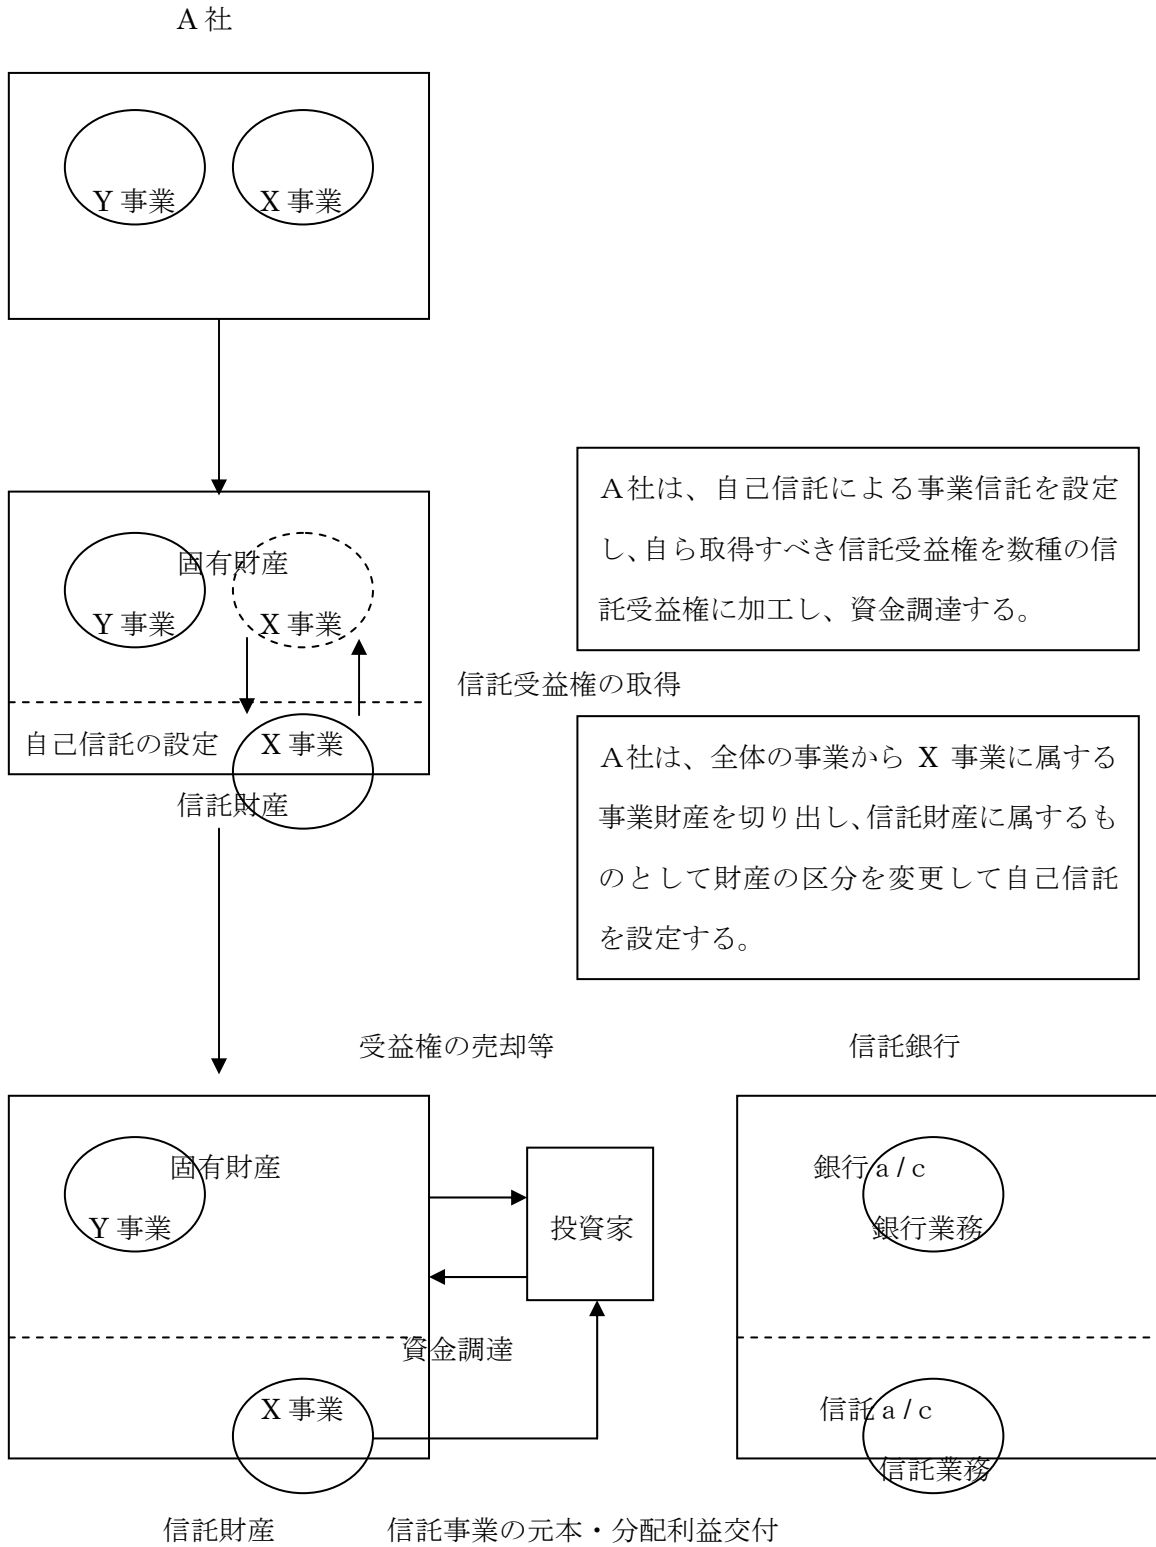 A 社
Y 事業 X 事業
A社は、自己信託による事業信託を設定
し、自ら取得すべき信託受益権を数種の信
託受益権に加工し、資金調達する。
固有財産
Y 事業 X 事業
信託受益権の取得
自己信託の設定 X 事業
信託財産
A社は、全体の事業から X 事業に属する
事業財産を切り出し、信託財産に属するも
のとして財産の区分を変更して自己信託
を設定する。
受益権の売却等 信託銀行
固有財産 銀行 a / c
Y 事業 投資家 銀行業務
資金調達
X 事業 信託 a / c
信託業務
信託財産 信託事業の元本・分配利益交付